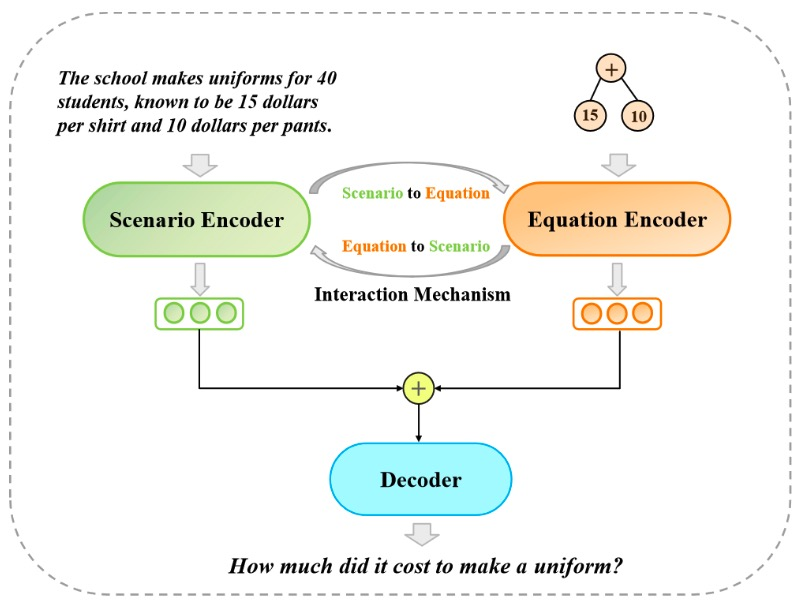 The school makes uniforms for 40
students, known to be 15 dollars
per shirt and 10 dollars per pants.
+
15
10
Scenario Encoder
Scenario to Equation
Equation to Scenario
Interaction Mechanism
Equation Encoder
+
Decoder
How much did it cost to make a uniform?